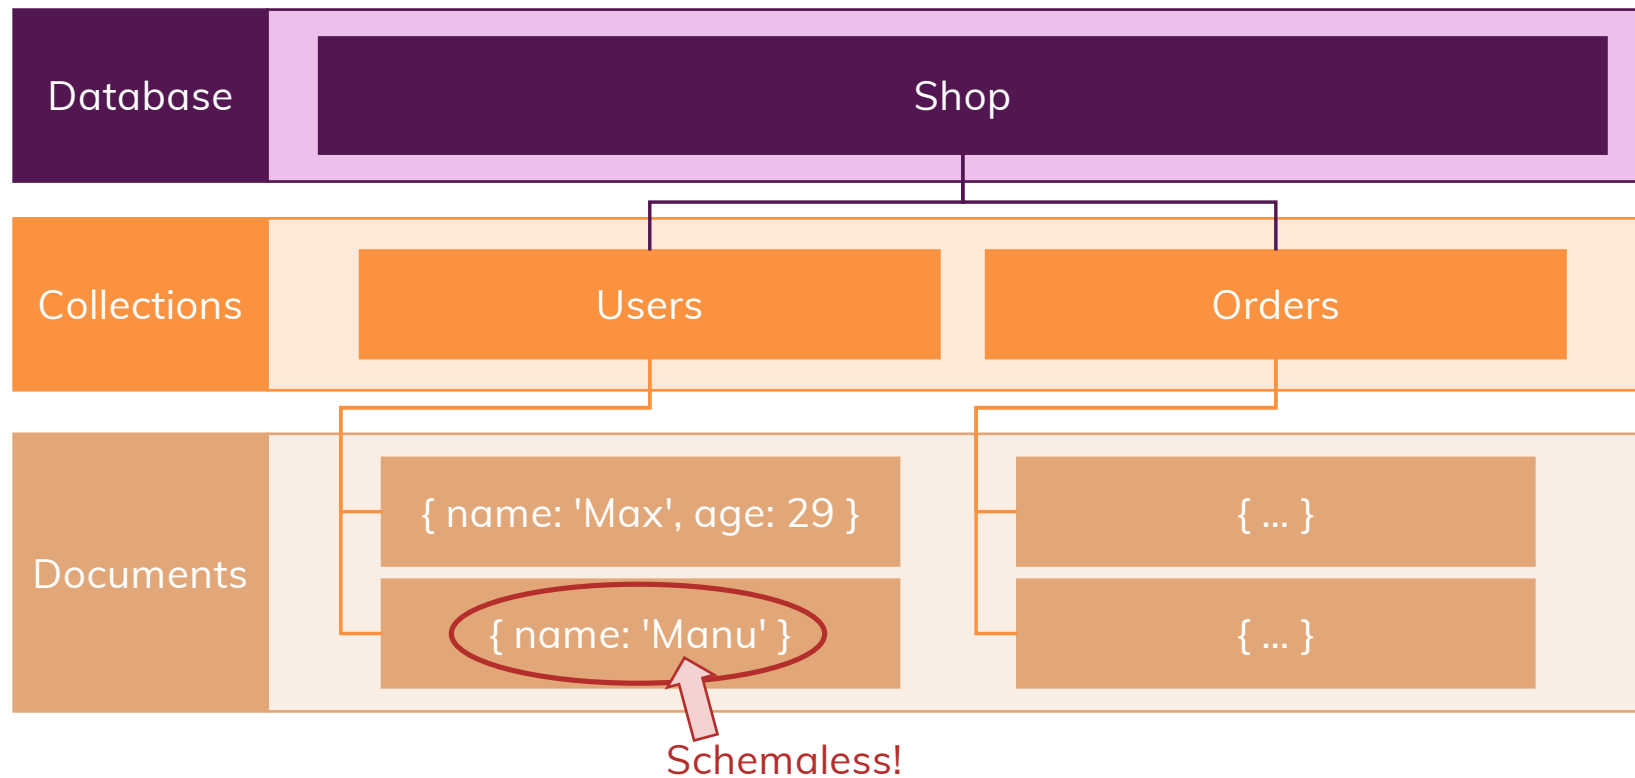 Database
Shop
Collections
Users
Orders
Documents
{ name: 'Max', age: 29 }
{ ... }
{ name: 'Manu' }
{ ... }
Schemaless!